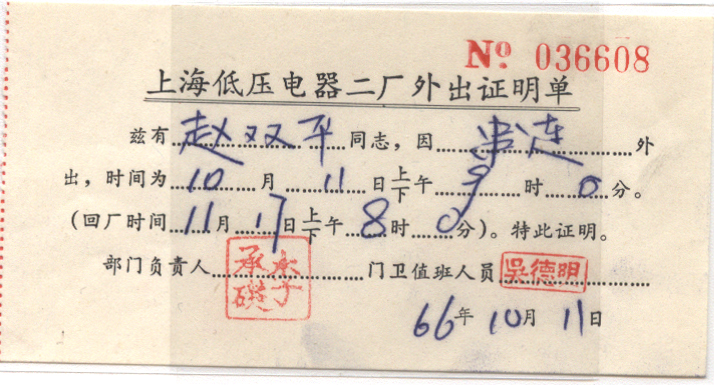 Nº 036608
上海低压电器二厂外出证明单
兹有赵双平同志，因串连外
出，时间为10月11日上下午9时0分。
（回厂时间11月17日上下午8时0分）。特此证明。
部门负责人 门卫值班人员 吴德明
66年10月11日